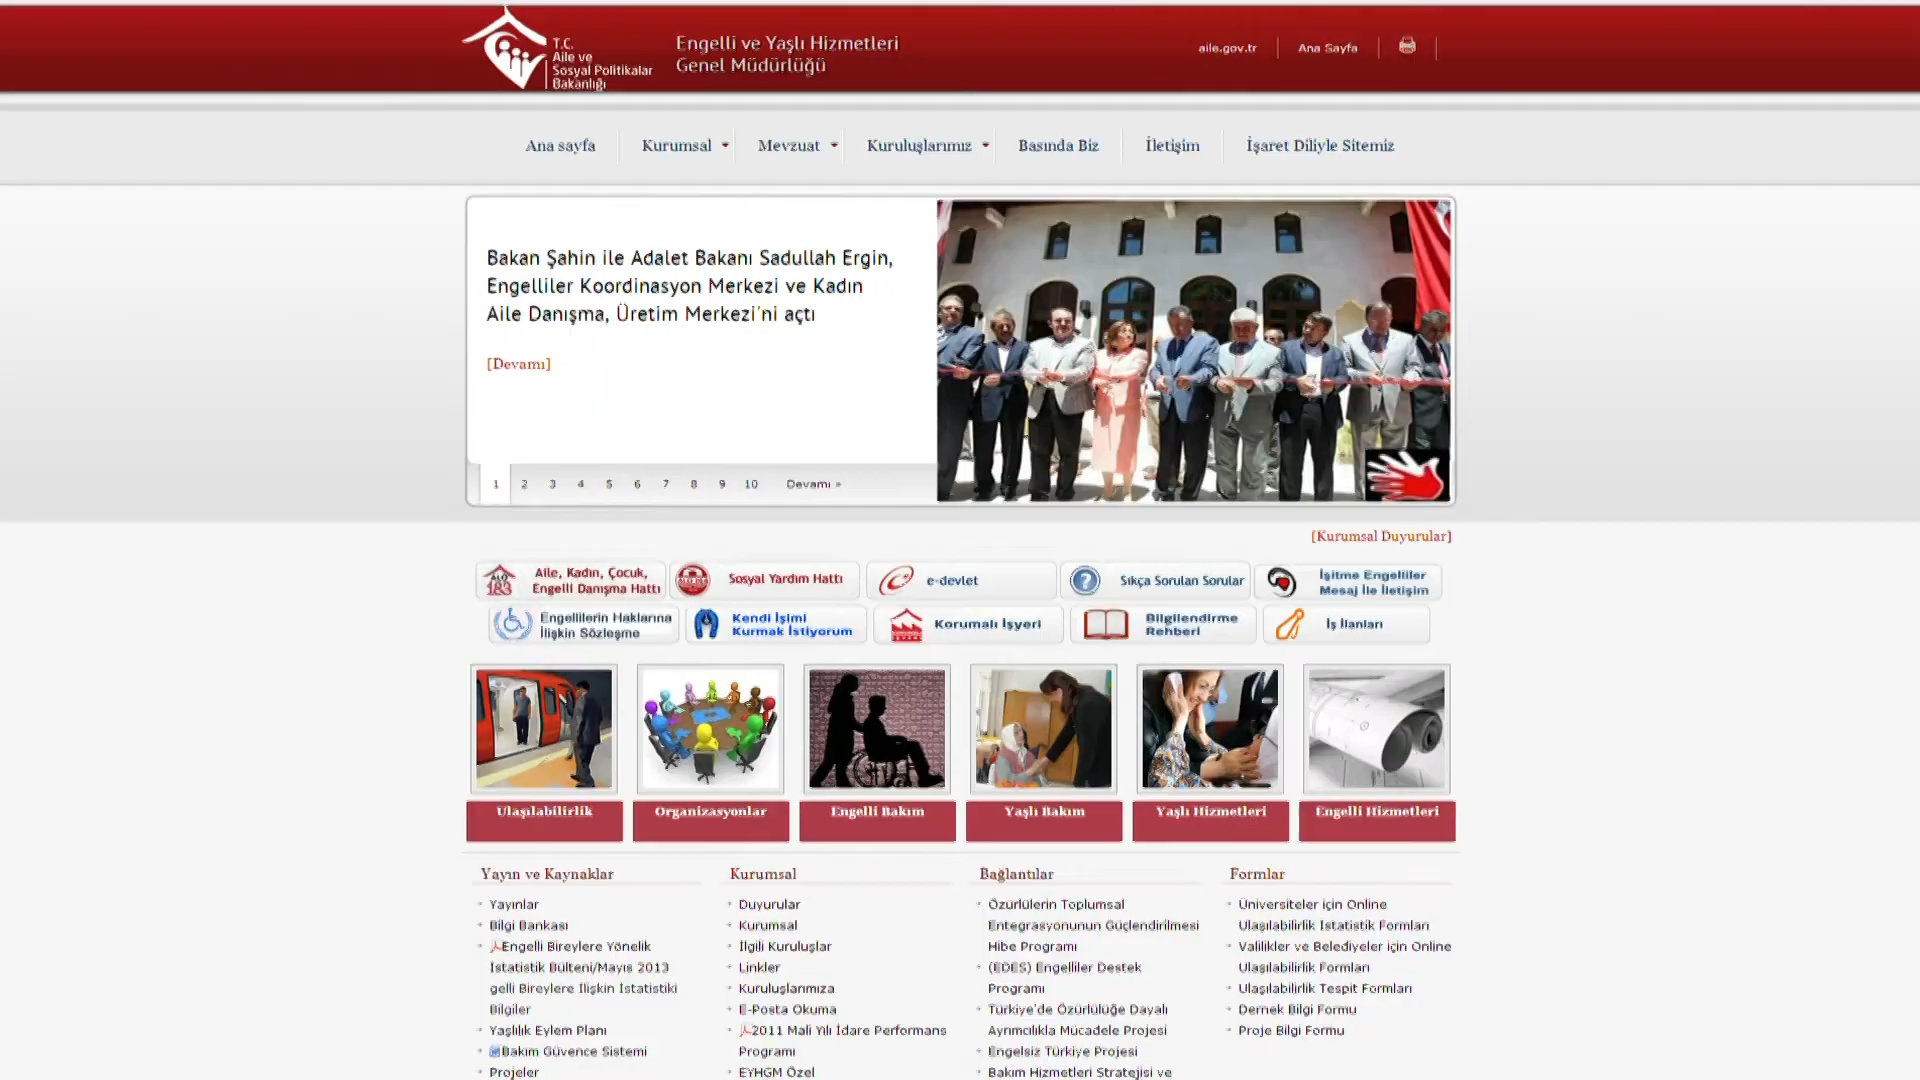 T.C.
Aile ve
Sosyal Politikalar
Bakanlığı
Engelli ve Yaşlı Hizmetleri
Genel Müdürlüğü
aile.gov.tr
Ana Sayfa
Ana sayfa
Kurumsal
Mevzuat
Kuruluşlarımız
Basında Biz
İletişim
İşaret Diliyle Sitemiz
Bakan Şahin ile Adalet Bakanı Sadullah Ergin,
Engelliler Koordinasyon Merkezi ve Kadın
Aile Danışma, Üretim Merkezi'ni açtı
[Devamı]
1 2 3 4 5 6 7 8 9 10 Devamı »
[Kurumsal Duyurular]
ALO 183
Aile, Kadın, Çocuk,
Engelli Danışma Hattı
Sosyal Yardım Hattı
e-devlet
Sıkça Sorulan Sorular
İşitme Engelliler
Mesaj İle İletişim
Engellilerin Haklarına
İlişkin Sözleşme
Kendi İşimi
Kurmak İstiyorum
Korumalı İşyeri
Bilgilendirme
Rehberi
İş İlanları
Ulaşılabilirlik
Organizasyonlar
Engelli Bakım
Yaşlı Bakım
Yaşlı Hizmetleri
Engelli Hizmetleri
Yayın ve Kaynaklar
Yayınlar
Bilgi Bankası
Engelli Bireylere Yönelik
İstatistik Bülteni/Mayıs 2013
gelli Bireylere İlişkin İstatistiki
Bilgiler
Yaşlılık Eylem Planı
Bakım Güvence Sistemi
Projeler
Kurumsal
Duyurular
Kurumsal
İlgili Kuruluşlar
Linkler
Kuruluşlarımıza
E-Posta Okuma
2011 Mali Yılı İdare Performans
Programı
EYHGM Özel
Bağlantılar
Özürlülerin Toplumsal
Entegrasyonunun Güçlendirilmesi
Hibe Programı
(EDES) Engelliler Destek
Programı
Türkiye'de Özürlülüğe Dayalı
Ayrımcılıkla Mücadele Projesi
Engelsiz Türkiye Projesi
Bakım Hizmetleri Stratejisi ve
Formlar
Üniversiteler için Online
Ulaşılabilirlik İstatistik Formları
Valilikler ve Belediyeler için Online
Ulaşılabilirlik Formları
Ulaşılabilirlik Tespit Formları
Dernek Bilgi Formu
Proje Bilgi Formu